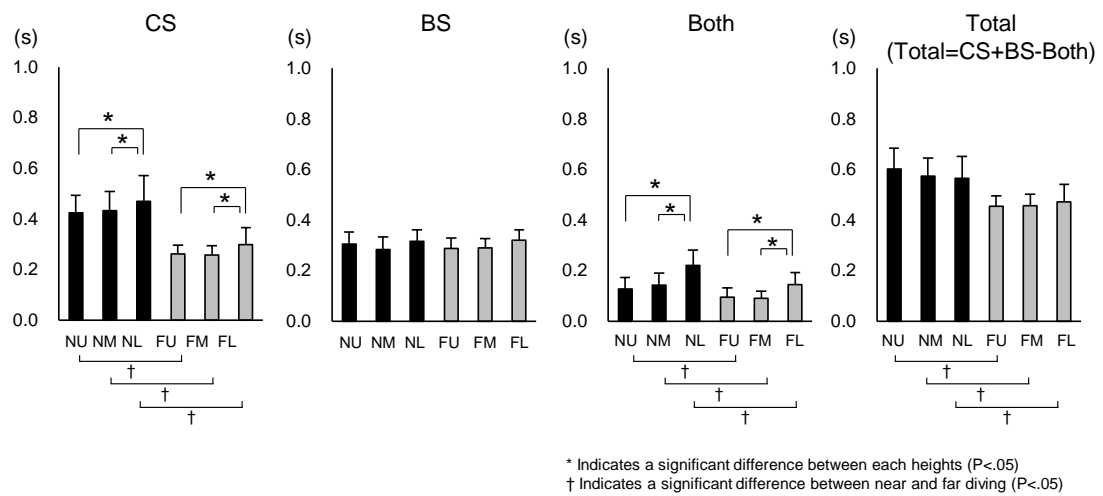 CS
(s)
1.0
0.8
0.6
0.4
0.2
0.0
*
*
*
*
NU NM NL FU FM FL
†
†
†
BS
(s)
1.0
0.8
0.6
0.4
0.2
0.0
NU NM NL FU FM FL
Both
(s)
1.0
0.8
0.6
0.4
0.2
0.0
*
*
*
*
NU NM NL FU FM FL
†
†
†
Total
(Total=CS+BS-Both)
(s)
1.0
0.8
0.6
0.4
0.2
0.0
NU NM NL FU FM FL
†
†
†
* Indicates a significant difference between each heights (P<.05)
† Indicates a significant difference between near and far diving (P<.05)